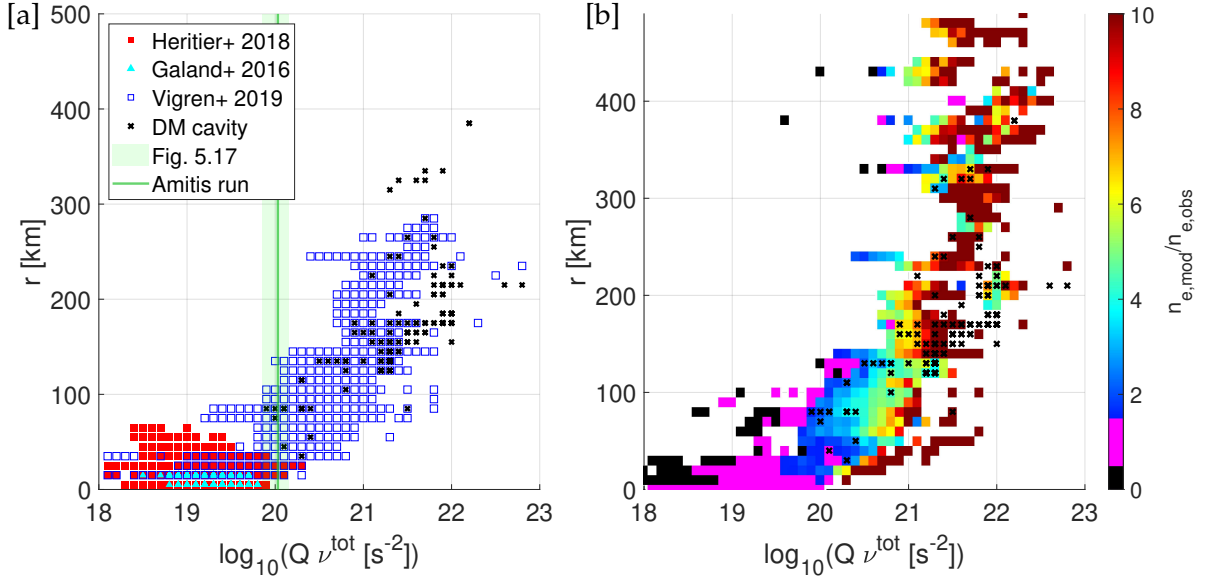 [a]
500
400
300
200
100
0
r [km]
Heritier+ 2018
Galand+ 2016
Vigren+ 2019
DM cavity
Fig. 5.17
Amitis run
18 19 20 21 22 23
log₁₀(Q ν^tot [s⁻²])
[b]
400
300
200
100
0
r [km]
18 19 20 21 22 23
log₁₀(Q ν^tot [s⁻²])
10
8
6
4
2
0
n_e,mod/n_e,obs